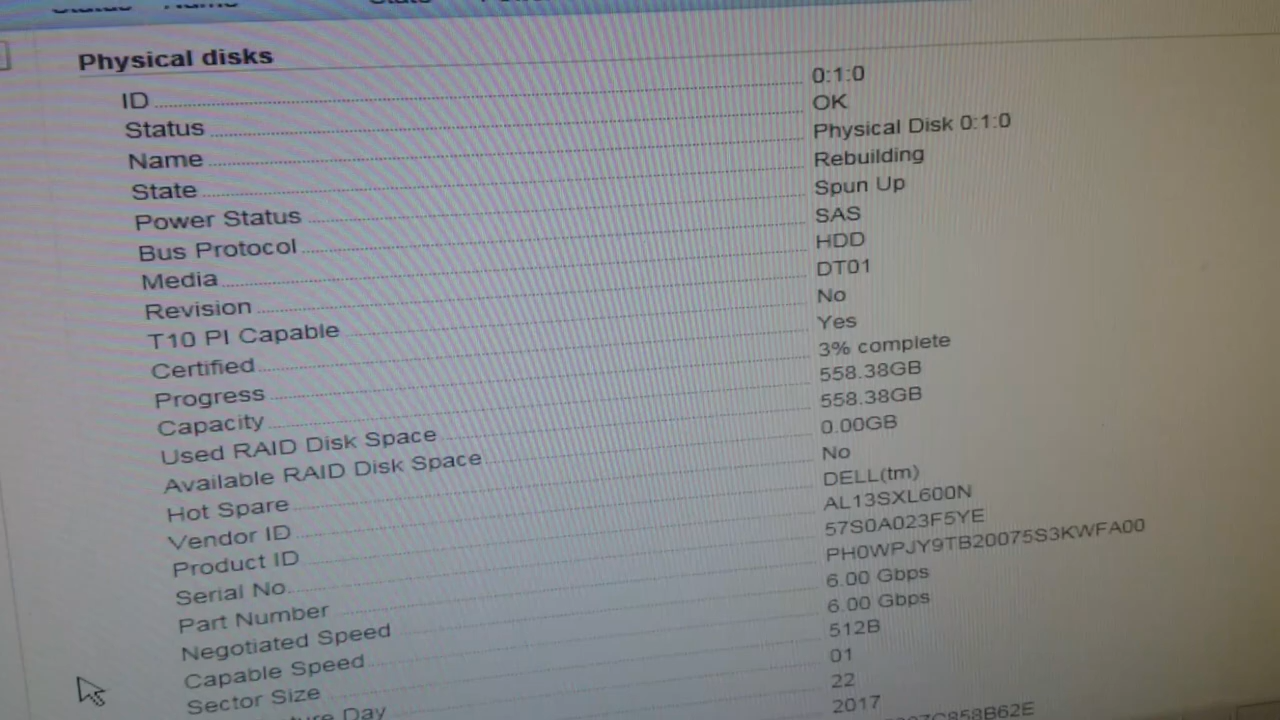 Physical disks
ID 0:1:0
Status OK
Name Physical Disk 0:1:0
State Rebuilding
Power Status Spun Up
Bus Protocol SAS
Media HDD
Revision DT01
T10 PI Capable No
Certified Yes
Progress 3% complete
Capacity 558.38GB
Used RAID Disk Space 558.38GB
Available RAID Disk Space 0.00GB
Hot Spare No
Vendor ID DELL(tm)
Product ID AL13SXL600N
Serial No. 57S0A023F5YE
Part Number PH0WPJY9TB20075S3KWFA00
Negotiated Speed 6.00 Gbps
Capable Speed 6.00 Gbps
Sector Size 512B
Day 01
22
2017